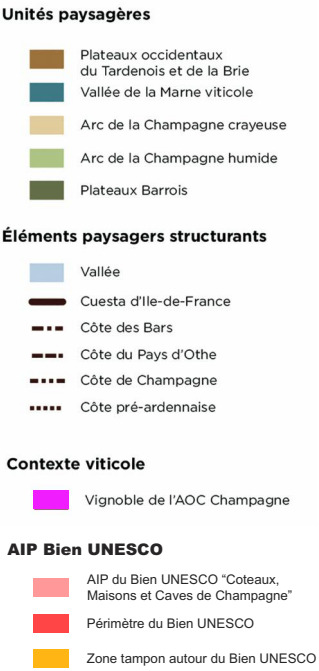 Unités paysagères
Plateaux occidentaux
du Tardenois et de la Brie
Vallée de la Marne viticole
Arc de la Champagne crayeuse
Arc de la Champagne humide
Plateaux Barrois
Éléments paysagers structurants
Vallée
Cuesta d'Ile-de-France
Côte des Bars
Côte du Pays d'Othe
Côte de Champagne
Côte pré-ardennaise
Contexte viticole
Vignoble de l'AOC Champagne
AIP Bien UNESCO
AIP du Bien UNESCO “Coteaux,
Maisons et Caves de Champagne”
Périmètre du Bien UNESCO
Zone tampon autour du Bien UNESCO